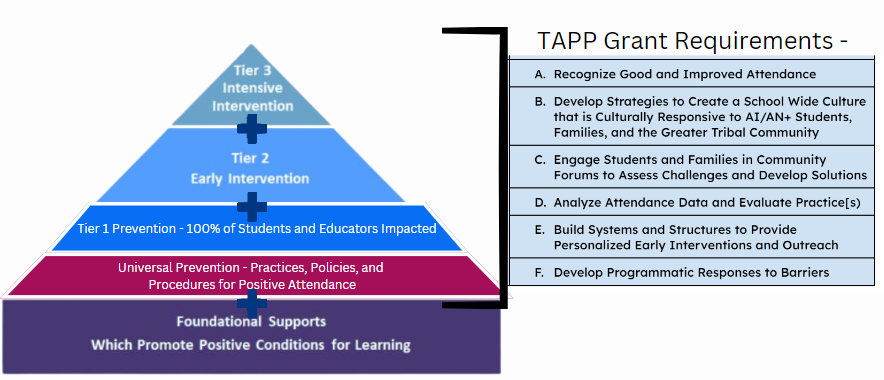 Tier 3
Intensive
Intervention
Tier 2
Early Intervention
Tier 1 Prevention - 100% of Students and Educators Impacted
Universal Prevention - Practices, Policies, and
Procedures for Positive Attendance
Foundational Supports
Which Promote Positive Conditions for Learning
TAPP Grant Requirements -
A. Recognize Good and Improved Attendance
B. Develop Strategies to Create a School Wide Culture
that is Culturally Responsive to AI/AN+ Students,
Families, and the Greater Tribal Community
C. Engage Students and Families in Community
Forums to Assess Challenges and Develop Solutions
D. Analyze Attendance Data and Evaluate Practice[s)
E. Build Systems and Structures to Provide
Personalized Early Interventions and Outreach
F. Develop Programmatic Responses to Barriers